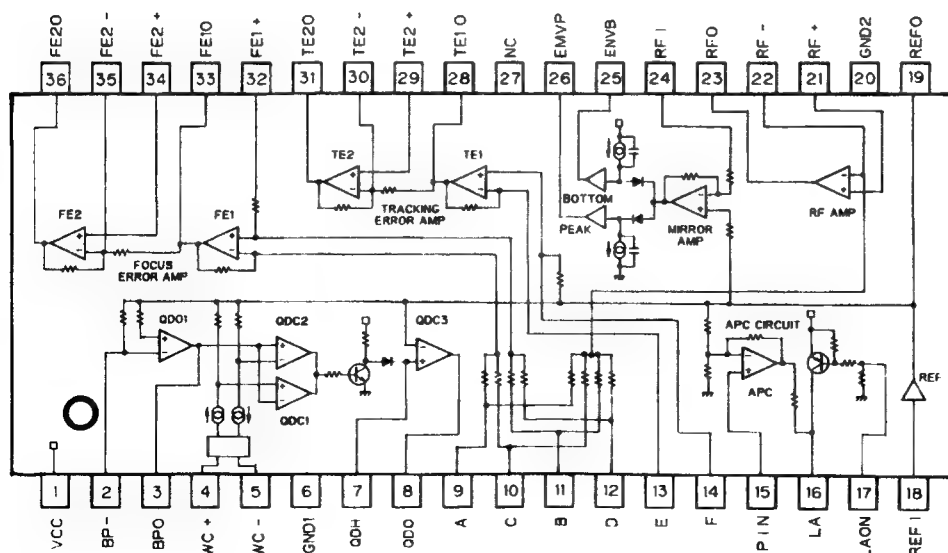 FE2O FE2 - FE2 + FE1O FE1 + TE2O TE2 - TE2 + TE1O NC EMVP ENVB RF I RFO RF - RF + GND2 REFO
36 35 34 33 32 31 30 29 28 27 26 25 24 23 22 21 20 19
TE2 TE1
BOTTOM
FE2 FE1 TRACKING ERROR AMP PEAK MIRROR AMP RF AMP
FOCUS ERROR AMP
QDO1 QDC2 QDC3 APC CIRCUIT
APC REF
QDC1
1 2 3 4 5 6 7 8 9 10 11 12 13 14 15 16 17 18
VCC BP- BPO WC + WC - GND1 QDH QDO A C B D E F P I N LA LAON REF I